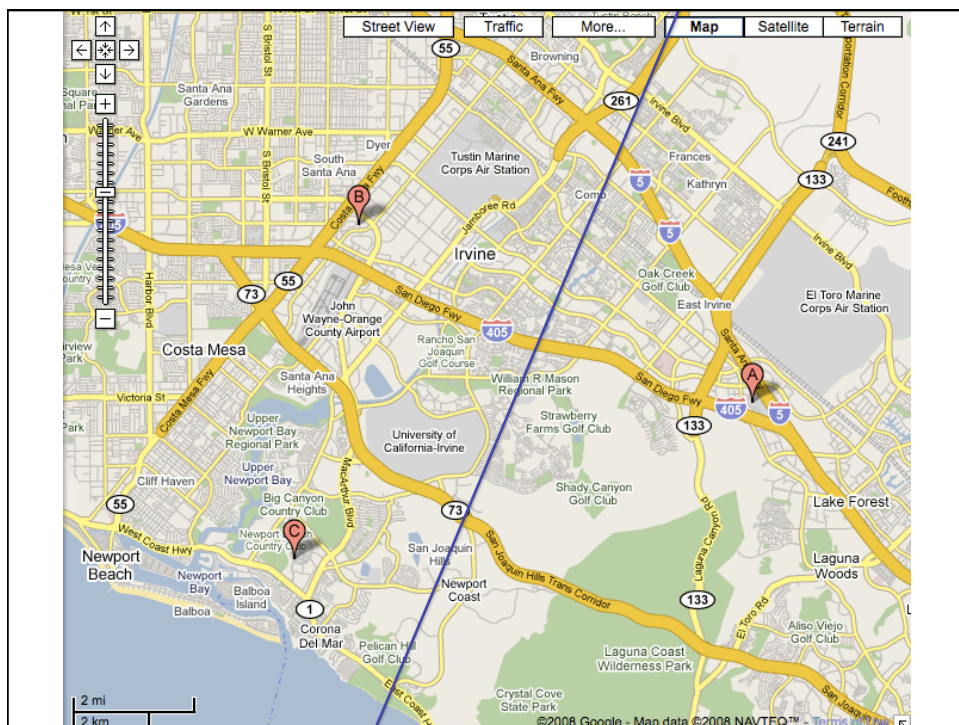 Street View
Traffic
More...
Map
Satellite
Terrain
Browning
Santa Ana Fwy
55
S Bristol St
Santa Ana
Gardens
261
Irvine Blvd
241
133
W Warner Ave
Dyer
South
Santa Ana
Tustin Marine
Corps Air Station
Frances
Kathryn
5
Como
B
Jamboree Rd
S Bristol St
Irvine
5
Irvine Blvd
Oak Creek
Golf Club
55
73
Harbor Blvd
San Diego Fwy
405
John
Wayne-Orange
County Airport
East Irvine
El Toro Marine
Corps Air Station
Costa Mesa
Rancho San
Joaquin
Golf Course
Santa Ana
Heights
William R Mason
Regional Park
San Diego Fwy
A
405
5
133
Victoria St
Costa Mesa Fwy
Upper
Newport Bay
Regional Park
University of
California-Irvine
Strawberry
Farms Golf Club
Cliff Haven
Upper
Newport Bay
MacArthur Blvd
Shady Canyon
Golf Club
Lake Forest
55
Big Canyon
Country Club
73
Laguna Canyon Rd
West Coast Hwy
C
San Joaquin
Hills
San Joaquin Hills Trans Corridor
Newport
Beach
Newport
Bay
Balboa
Island
Balboa
Newport
Coast
Laguna
Woods
133
El Toro Rd
1
Corona
Del Mar
Aliso Viejo
Golf Club
Pelican Hill
Golf Club
Laguna Coast
Wilderness Park
East Coast Hwy
Crystal Cove
State Park
2 mi
2 km
©2008 Google - Map data ©2008 NAVTEQ™ - Terms of Use